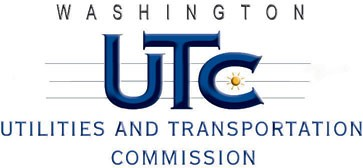 WASHINGTON
UTC
UTILITIES AND TRANSPORTATION
COMMISSION